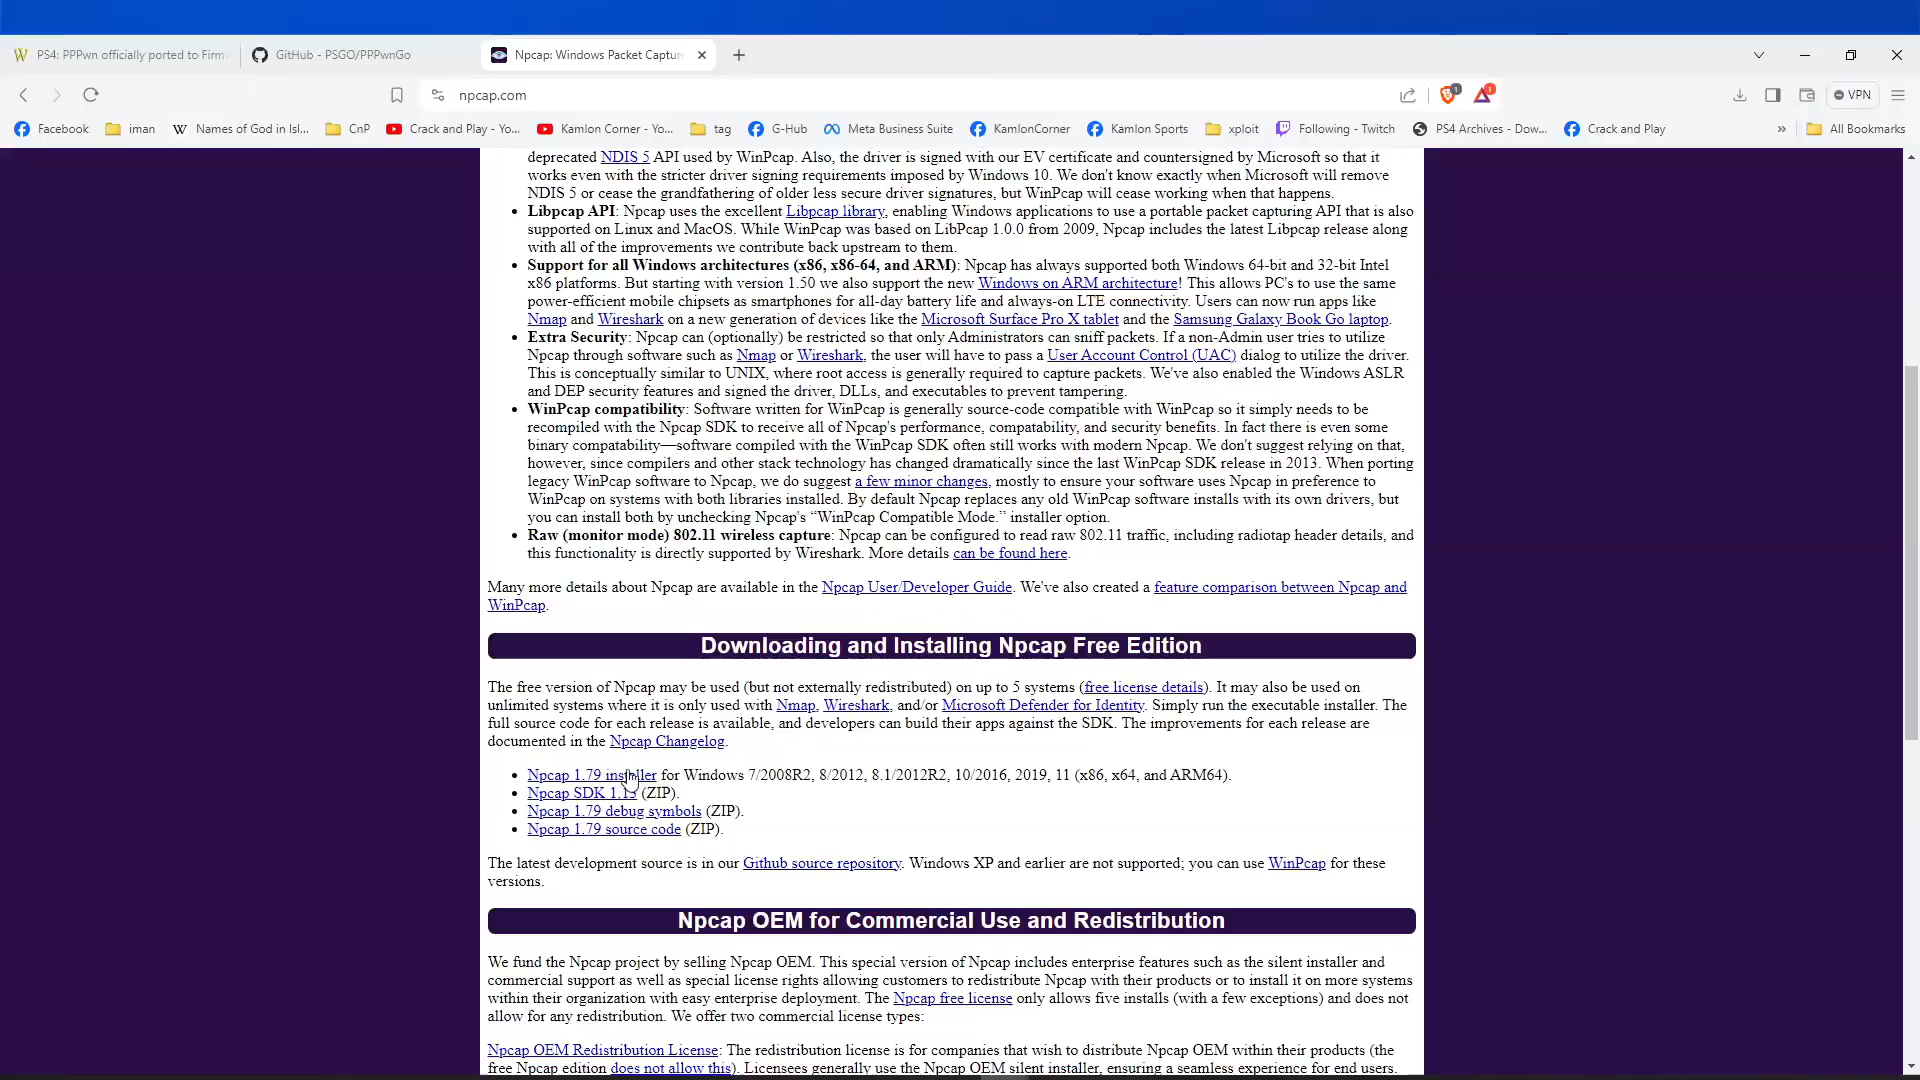 PS4: PPPwn officially ported to Firmw
GitHub - PSGO/PPPwnGo
Npcap: Windows Packet Captur
npcap.com
1
1
VPN
Facebook
iman
Names of God in Isl...
CnP
Crack and Play - Yo...
Kamlon Corner - Yo...
tag
G-Hub
Meta Business Suite
KamlonCorner
Kamlon Sports
xploit
Following - Twitch
PS4 Archives - Dow...
Crack and Play
»
All Bookmarks
deprecated NDIS 5 API used by WinPcap. Also, the driver is signed with our EV certificate and countersigned by Microsoft so that it
works even with the stricter driver signing requirements imposed by Windows 10. We don't know exactly when Microsoft will remove
NDIS 5 or cease the grandfathering of older less secure driver signatures, but WinPcap will cease working when that happens.
• Libpcap API: Npcap uses the excellent Libpcap library, enabling Windows applications to use a portable packet capturing API that is also
supported on Linux and MacOS. While WinPcap was based on LibPcap 1.0.0 from 2009, Npcap includes the latest Libpcap release along
with all of the improvements we contribute back upstream to them.
• Support for all Windows architectures (x86, x86-64, and ARM): Npcap has always supported both Windows 64-bit and 32-bit Intel
x86 platforms. But starting with version 1.50 we also support the new Windows on ARM architecture! This allows PC's to use the same
power-efficient mobile chipsets as smartphones for all-day battery life and always-on LTE connectivity. Users can now run apps like
Nmap and Wireshark on a new generation of devices like the Microsoft Surface Pro X tablet and the Samsung Galaxy Book Go laptop.
• Extra Security: Npcap can (optionally) be restricted so that only Administrators can sniff packets. If a non-Admin user tries to utilize
Npcap through software such as Nmap or Wireshark, the user will have to pass a User Account Control (UAC) dialog to utilize the driver.
This is conceptually similar to UNIX, where root access is generally required to capture packets. We've also enabled the Windows ASLR
and DEP security features and signed the driver, DLLs, and executables to prevent tampering.
• WinPcap compatibility: Software written for WinPcap is generally source-code compatible with WinPcap so it simply needs to be
recompiled with the Npcap SDK to receive all of Npcap's performance, compatability, and security benefits. In fact there is even some
binary compatability—software compiled with the WinPcap SDK often still works with modern Npcap. We don't suggest relying on that,
however, since compilers and other stack technology has changed dramatically since the last WinPcap SDK release in 2013. When porting
legacy WinPcap software to Npcap, we do suggest a few minor changes, mostly to ensure your software uses Npcap in preference to
WinPcap on systems with both libraries installed. By default Npcap replaces any old WinPcap software installs with its own drivers, but
you can install both by unchecking Npcap's “WinPcap Compatible Mode.” installer option.
• Raw (monitor mode) 802.11 wireless capture: Npcap can be configured to read raw 802.11 traffic, including radiotap header details, and
this functionality is directly supported by Wireshark. More details can be found here.
Many more details about Npcap are available in the Npcap User/Developer Guide. We've also created a feature comparison between Npcap and
WinPcap.
Downloading and Installing Npcap Free Edition
The free version of Npcap may be used (but not externally redistributed) on up to 5 systems (free license details). It may also be used on
unlimited systems where it is only used with Nmap, Wireshark, and/or Microsoft Defender for Identity. Simply run the executable installer. The
full source code for each release is available, and developers can build their apps against the SDK. The improvements for each release are
documented in the Npcap Changelog.
• Npcap 1.79 installer for Windows 7/2008R2, 8/2012, 8.1/2012R2, 10/2016, 2019, 11 (x86, x64, and ARM64).
• Npcap SDK 1.13 (ZIP).
• Npcap 1.79 debug symbols (ZIP).
• Npcap 1.79 source code (ZIP).
The latest development source is in our Github source repository. Windows XP and earlier are not supported; you can use WinPcap for these
versions.
Npcap OEM for Commercial Use and Redistribution
We fund the Npcap project by selling Npcap OEM. This special version of Npcap includes enterprise features such as the silent installer and
commercial support as well as special license rights allowing customers to redistribute Npcap with their products or to install it on more systems
within their organization with easy enterprise deployment. The Npcap free license only allows five installs (with a few exceptions) and does not
allow for any redistribution. We offer two commercial license types:
Npcap OEM Redistribution License: The redistribution license is for companies that wish to distribute Npcap OEM within their products (the
free Npcap edition does not allow this). Licensees generally use the Npcap OEM silent installer, ensuring a seamless experience for end users.